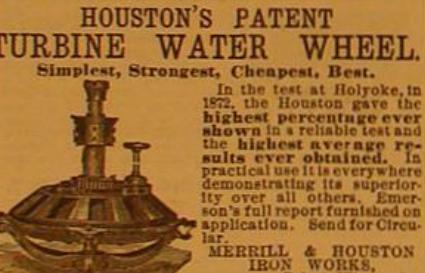 HOUSTON'S PATENT
TURBINE WATER WHEEL.
Simplest, Strongest, Cheapest, Best.
In the test at Holyoke, in
1872, the Houston gave the
highest percentage ever
shown in a reliable test and
the highest average re-
sults ever obtained. In
practical use it is everywhere
demonstrating its superior-
ity over all others. Emer-
son's full report furnished on
application. Send for Circu-
lar.
MERRILL & HOUSTON
IRON WORKS,